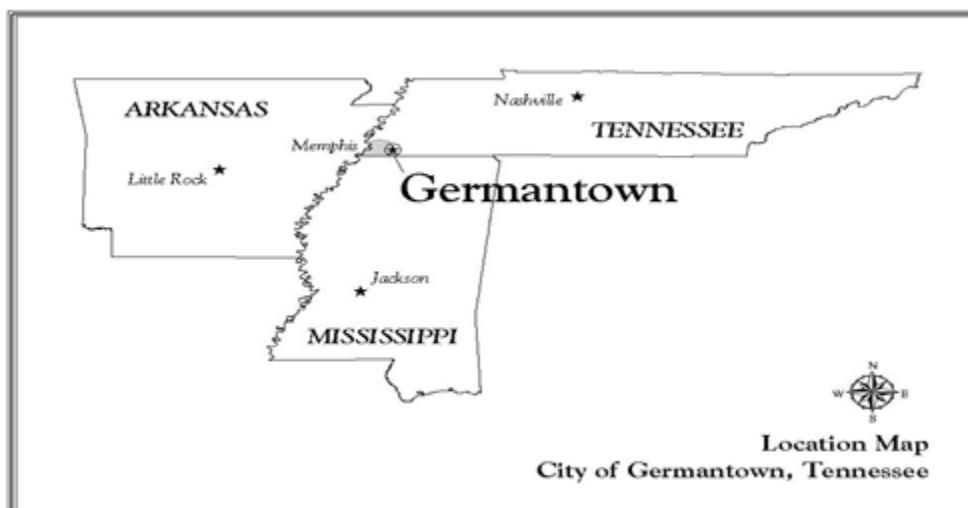 Nashville
ARKANSAS
TENNESSEE
Memphis
Little Rock
Germantown
Jackson
MISSISSIPPI
N
W E
S
Location Map
City of Germantown, Tennessee